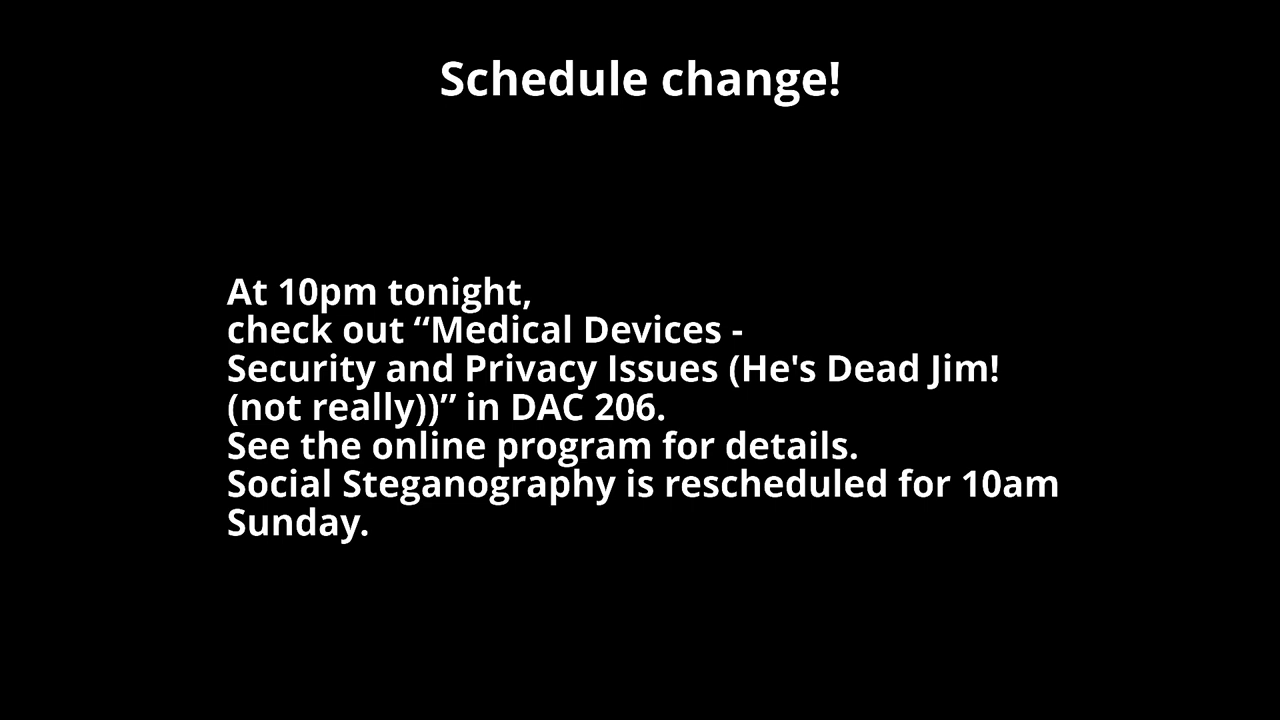 Schedule change!
At 10pm tonight,
check out “Medical Devices -
Security and Privacy Issues (He's Dead Jim!
(not really))” in DAC 206.
See the online program for details.
Social Steganography is rescheduled for 10am
Sunday.